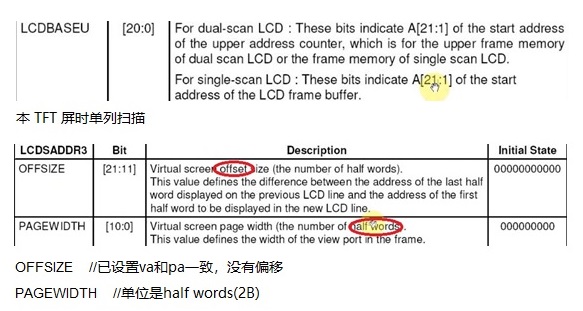 LCDBASEU [20:0] For dual-scan LCD : These bits indicate A[21:1] of the start address
of the upper address counter, which is for the upper frame memory
of dual scan LCD or the frame memory of single scan LCD.
For single-scan LCD : These bits indicate A[21:1] of the start
address of the LCD frame buffer.
本 TFT 屏时单列扫描
LCDSADDR3 Bit Description Initial State
OFFSIZE [21:11] Virtual screen offset size (the number of half words). 00000000000
This value defines the difference between the address of the last half
word displayed on the previous LCD line and the address of the first
half word to be displayed in the new LCD line.
PAGEWIDTH [10:0] Virtual screen page width (the number of half words). 000000000
This value defines the width of the view port in the frame.
OFFSIZE //已设置va和pa一致，没有偏移
PAGEWIDTH //单位是half words(2B)